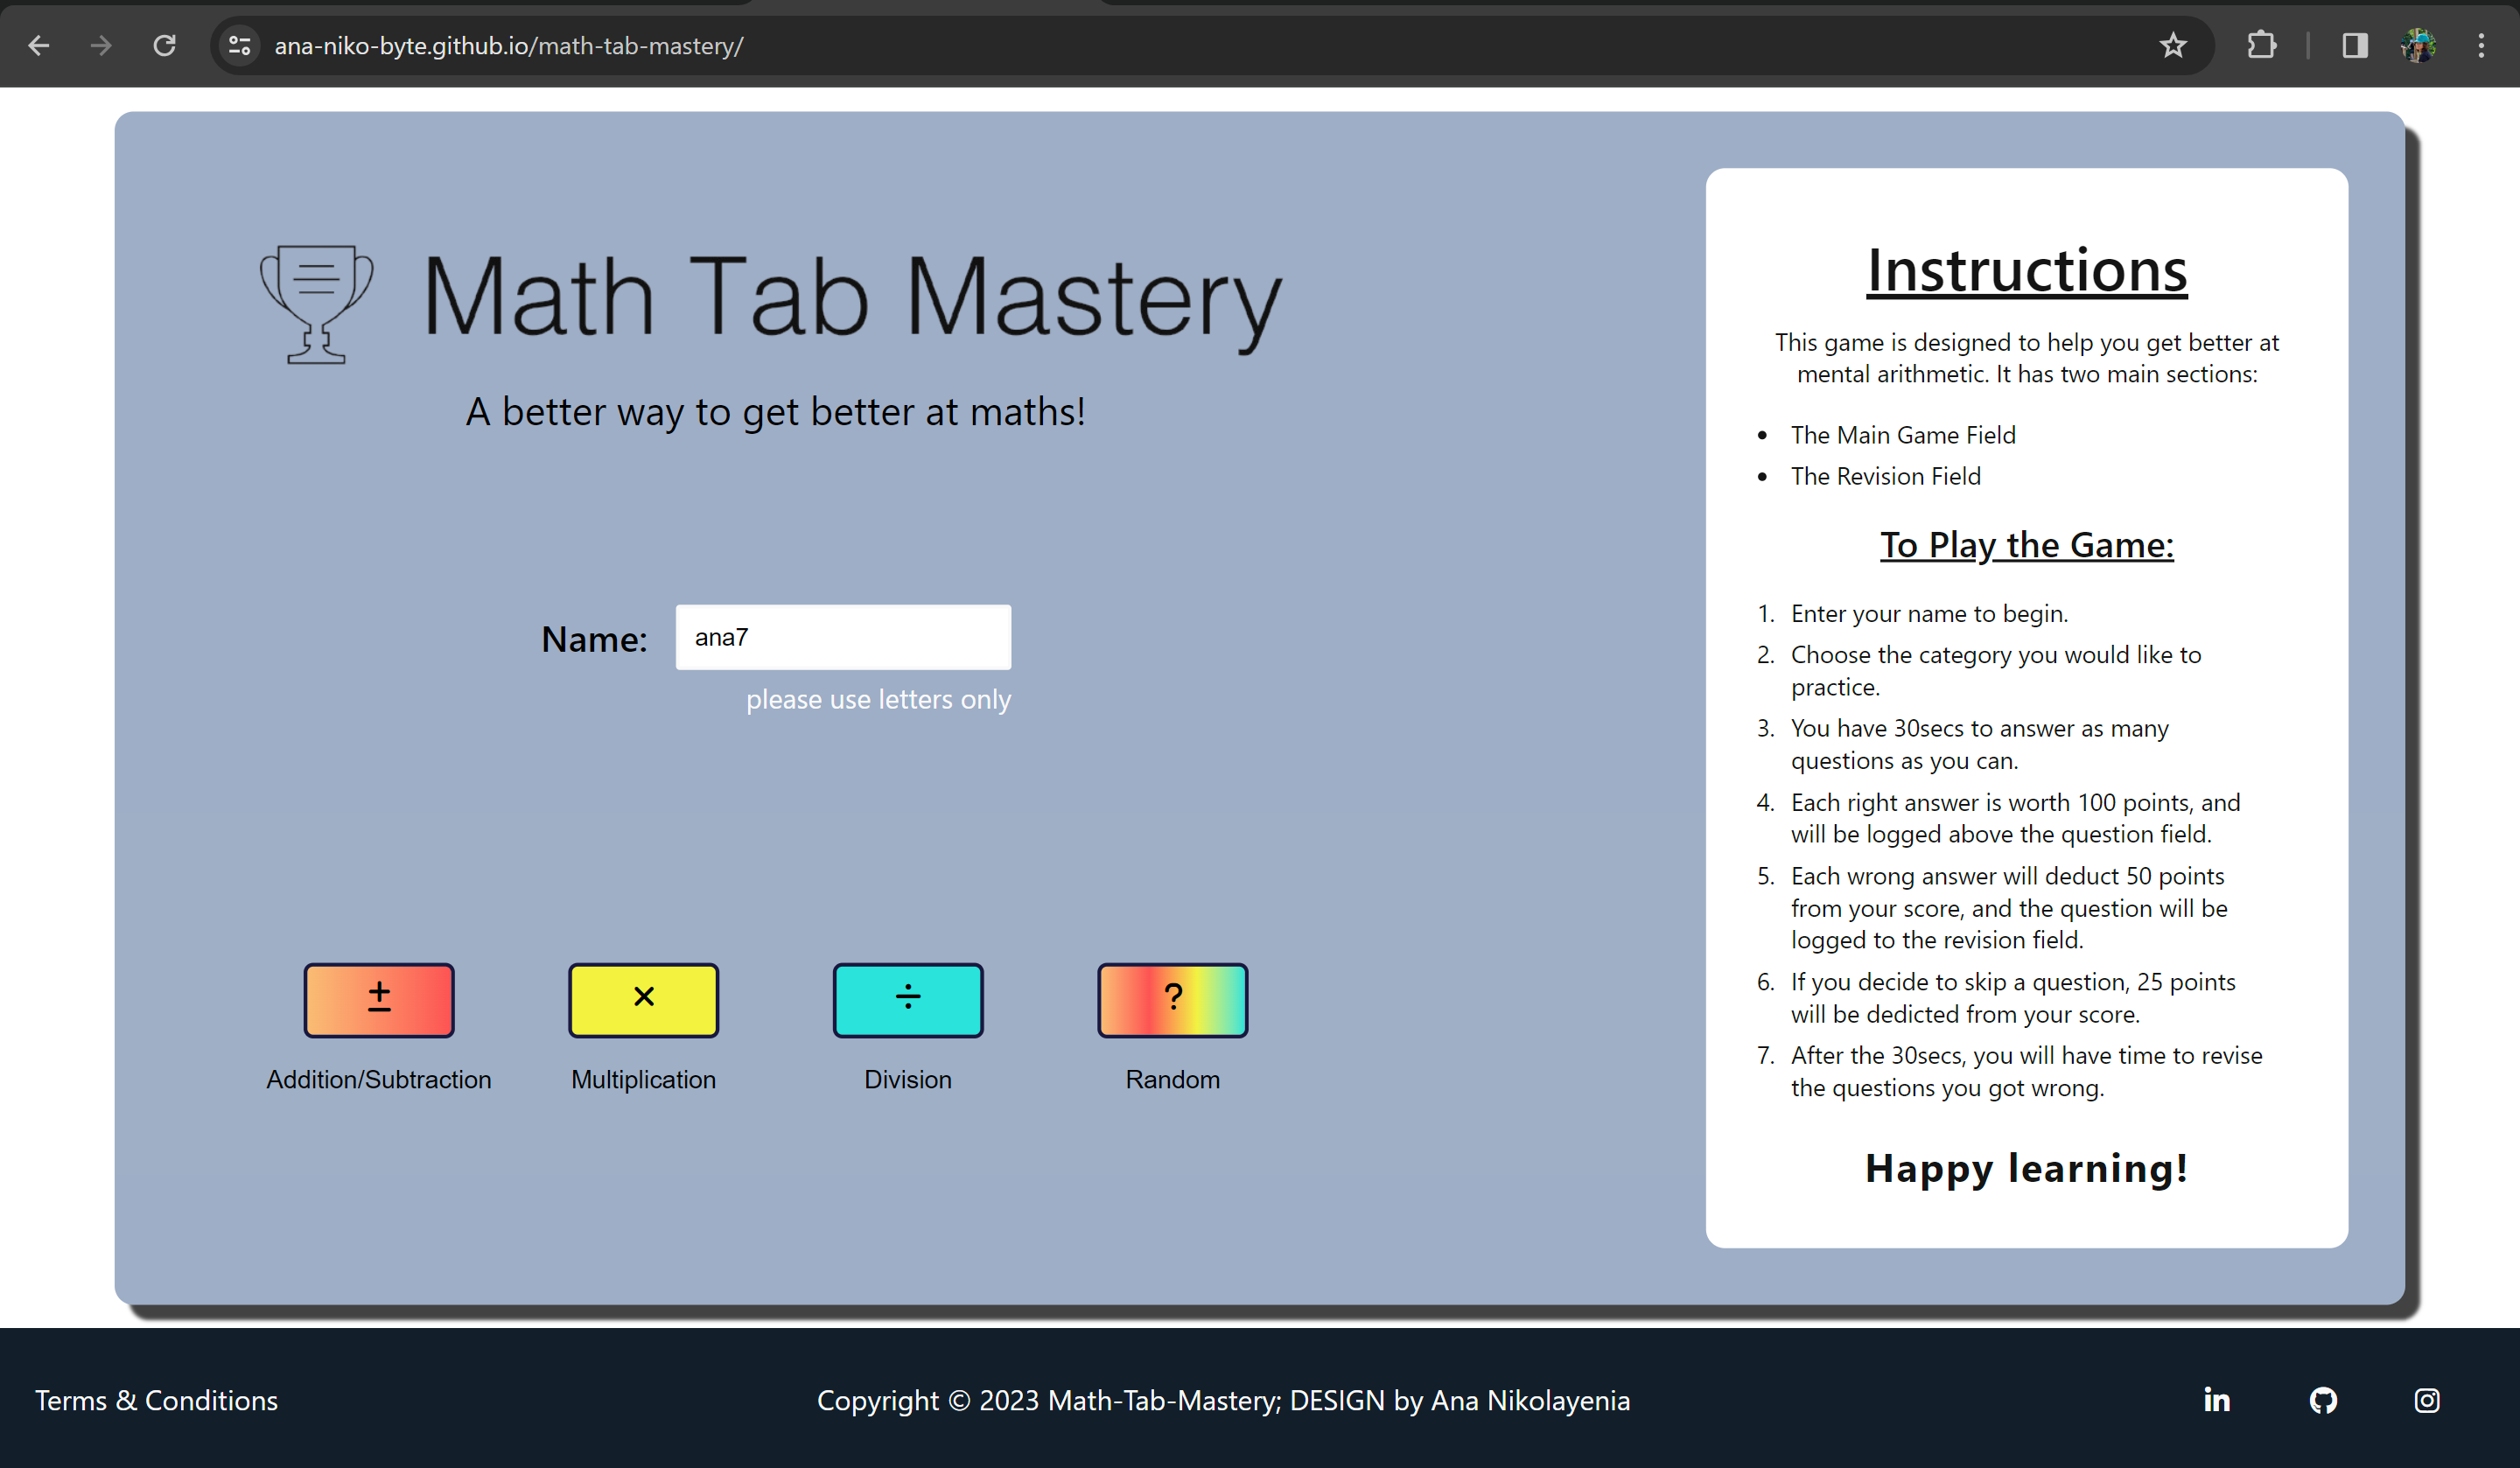 ana-niko-byte.github.io/math-tab-mastery/
Math Tab Mastery
A better way to get better at maths!
Name:
ana7
please use letters only
±
×
÷
?
Addition/Subtraction
Multiplication
Division
Random
Instructions
This game is designed to help you get better at
mental arithmetic. It has two main sections:
• The Main Game Field
• The Revision Field
To Play the Game:
1. Enter your name to begin.
2. Choose the category you would like to
practice.
3. You have 30secs to answer as many
questions as you can.
4. Each right answer is worth 100 points, and
will be logged above the question field.
5. Each wrong answer will deduct 50 points
from your score, and the question will be
logged to the revision field.
6. If you decide to skip a question, 25 points
will be dedicted from your score.
7. After the 30secs, you will have time to revise
the questions you got wrong.
Happy learning!
Terms & Conditions
Copyright © 2023 Math-Tab-Mastery; DESIGN by Ana Nikolayenia
in